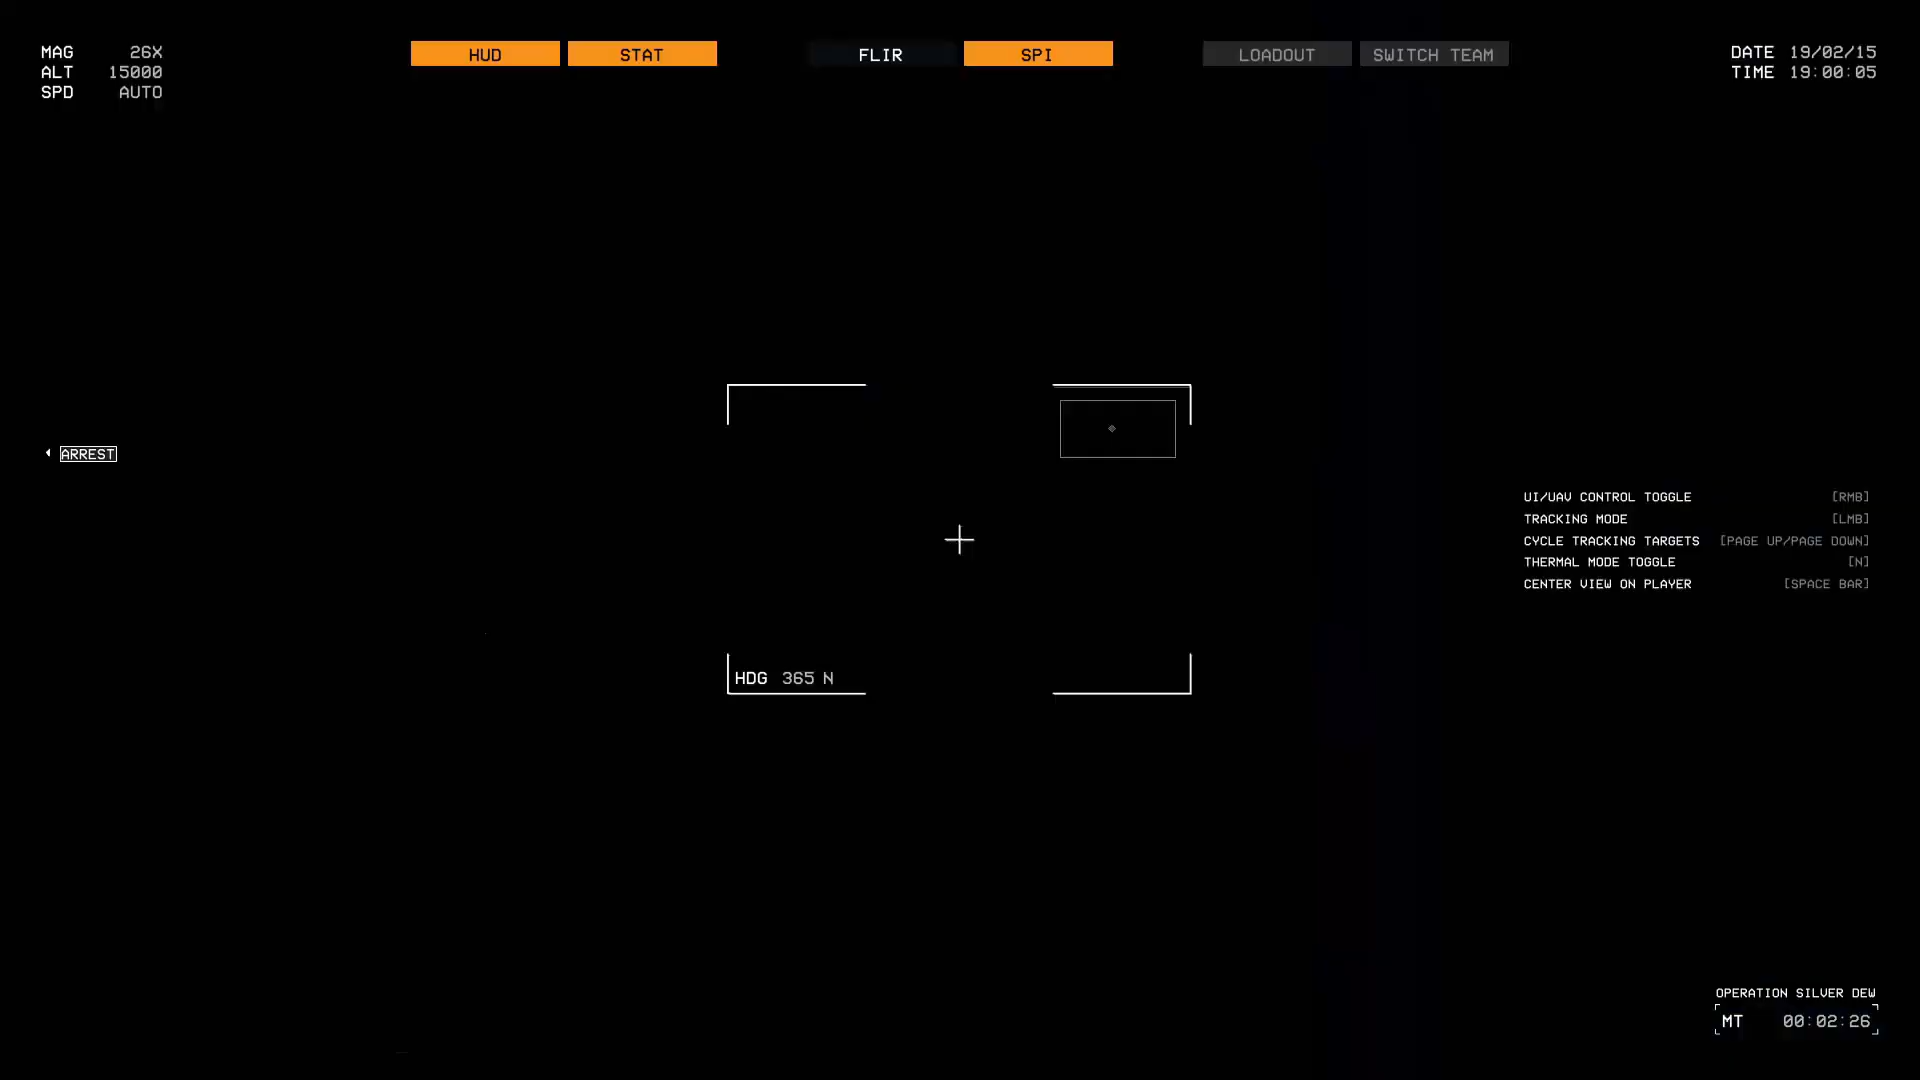 MAG 26X
ALT 15000
SPD AUTO
HUD STAT FLIR SPI LOADOUT SWITCH TEAM
DATE 19/02/15
TIME 19:00:05
ARREST
UI/UAV CONTROL TOGGLE [RMB]
TRACKING MODE [LMB]
CYCLE TRACKING TARGETS [PAGE UP/PAGE DOWN]
THERMAL MODE TOGGLE [N]
CENTER VIEW ON PLAYER [SPACE BAR]
HDG 365 N
OPERATION SILVER DEW
MT 00:02:26